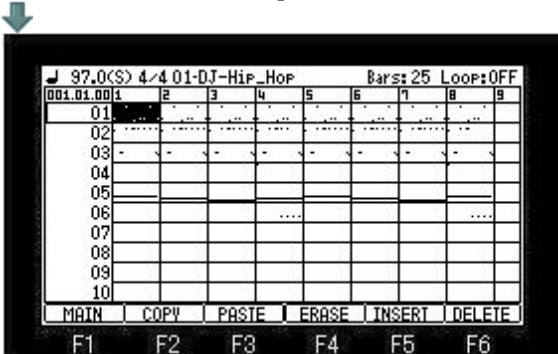 ♩ 97.0(S) 4/4 01-DJ-Hip_Hop Bars: 25 Loop:OFF
001.01.00 1 2 3 4 5 6 7 8 9
01
02
03
04
05
06
07
08
09
10
MAIN COPY PASTE ERASE INSERT DELETE
F1 F2 F3 F4 F5 F6